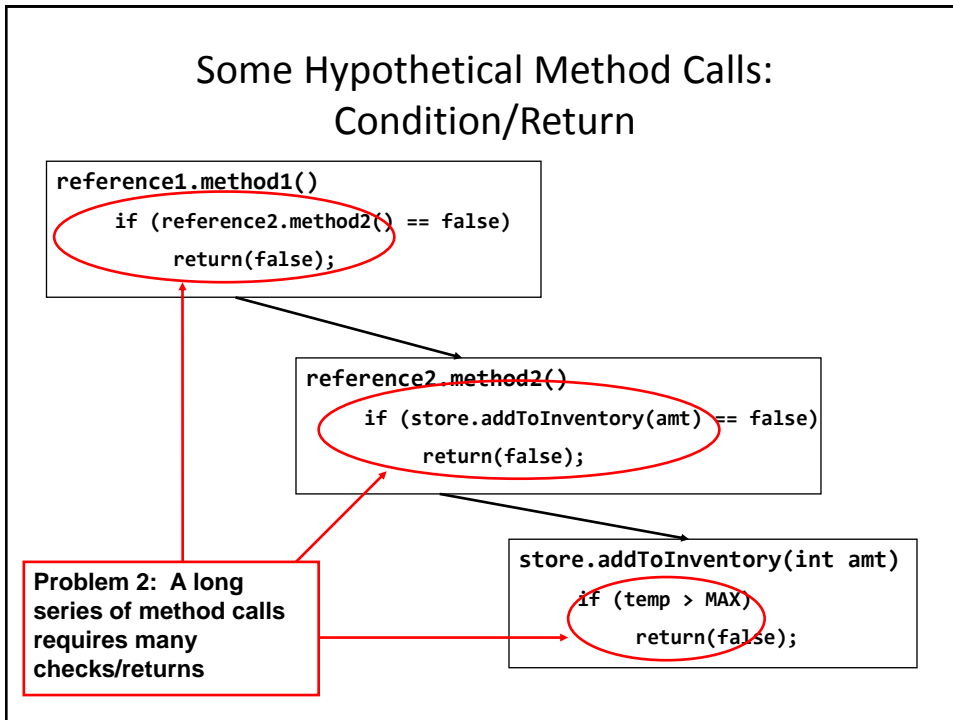 Some Hypothetical Method Calls:
Condition/Return
reference1.method1()
if (reference2.method2() == false)
return(false);
reference2.method2()
if (store.addToInventory(amt) == false)
return(false);
store.addToInventory(int amt)
if (temp > MAX)
return(false);
Problem 2: A long
series of method calls
requires many
checks/returns